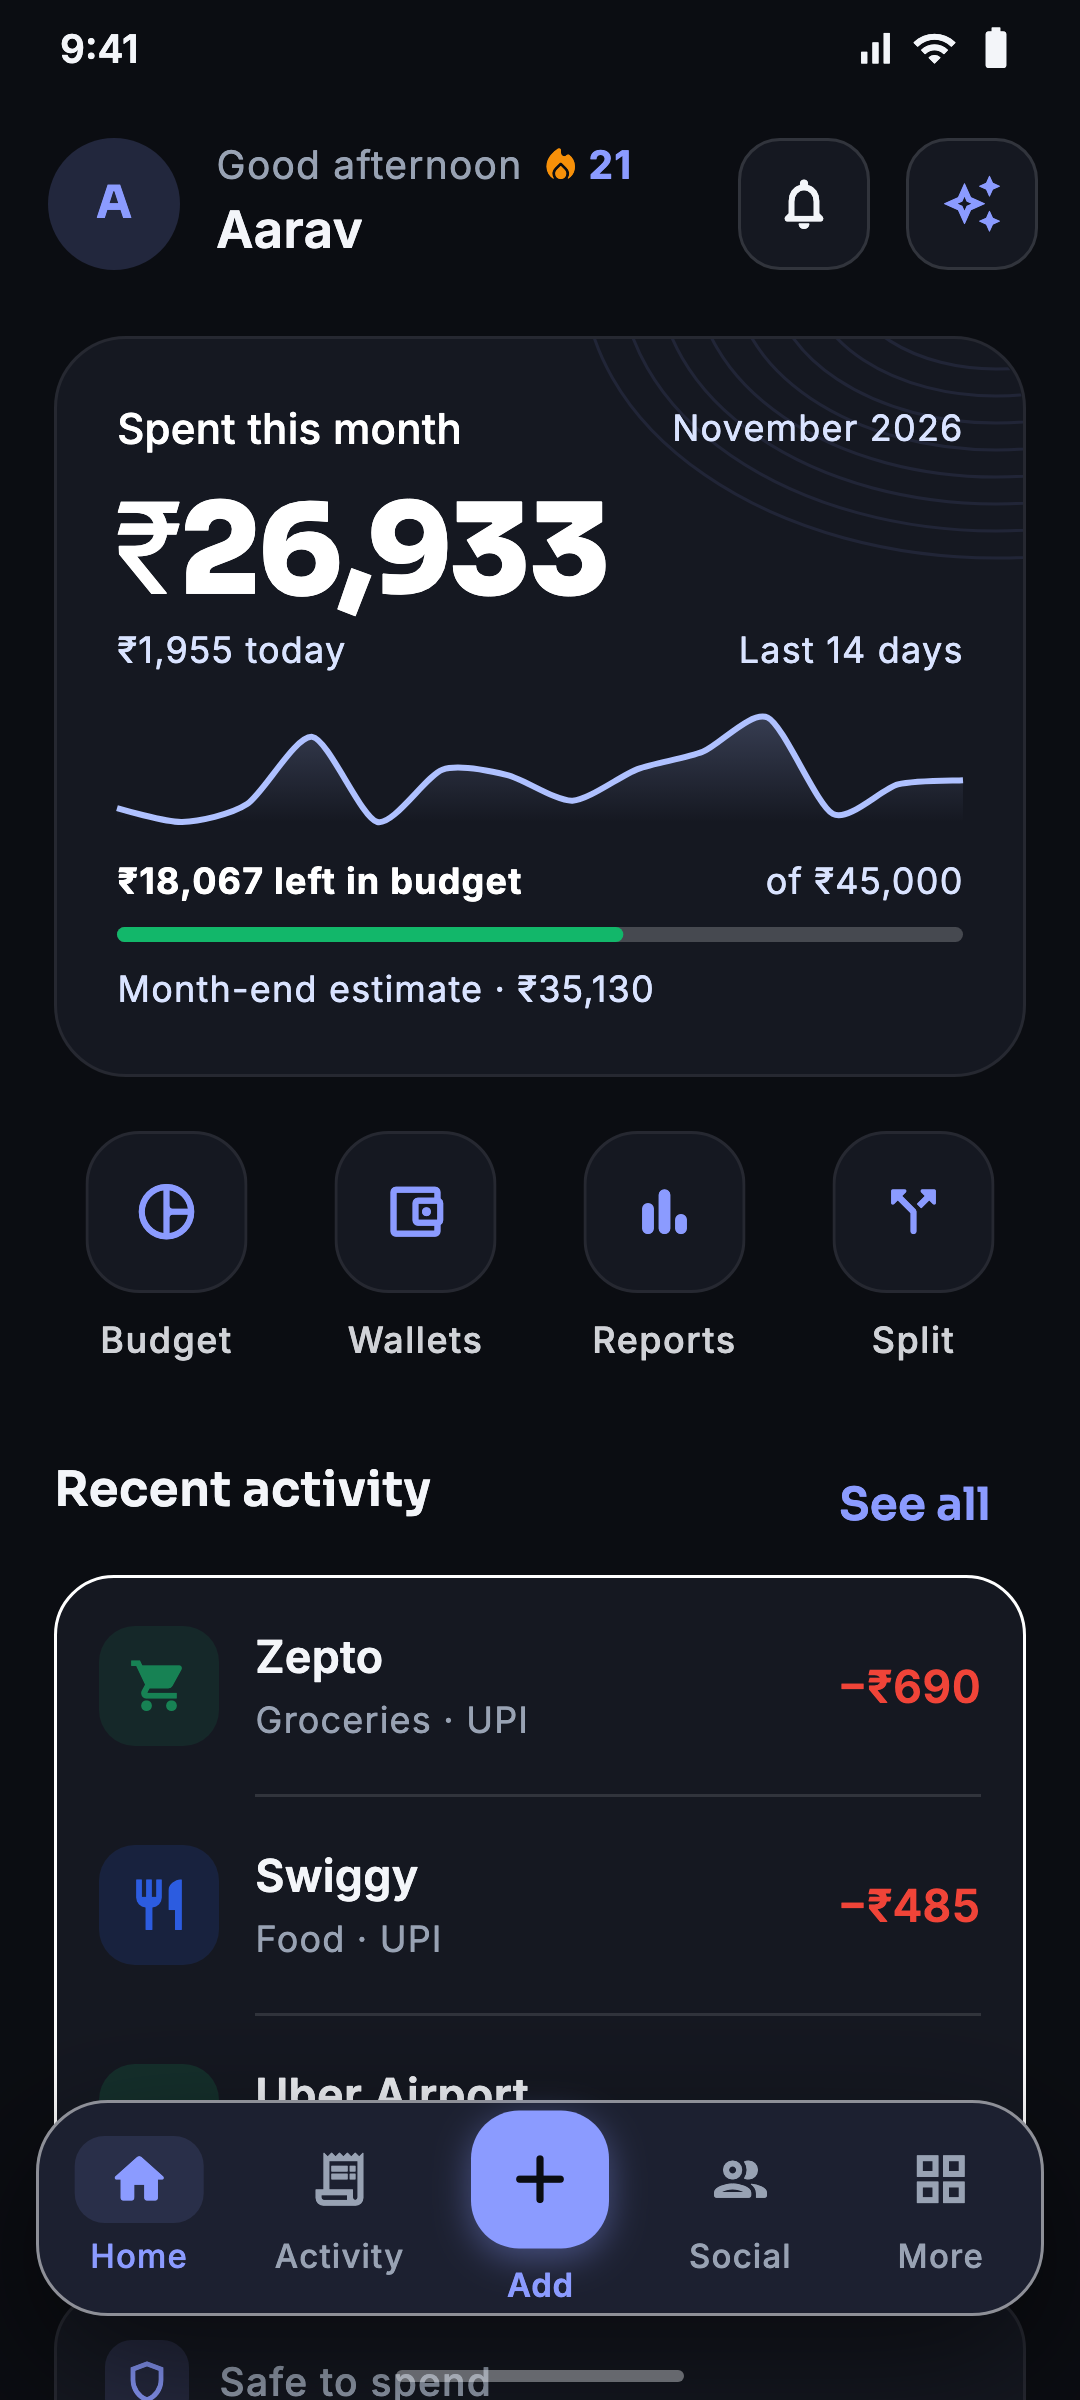 9:41
A
Good afternoon 21
Aarav
Spent this month November 2026
₹26,933
₹1,955 today Last 14 days
₹18,067 left in budget of ₹45,000
Month-end estimate · ₹35,130
Budget Wallets Reports Split
Recent activity See all
Zepto
Groceries · UPI
−₹690
Swiggy
Food · UPI
−₹485
Uber Airport
Home Activity Add Social More
Safe to spend